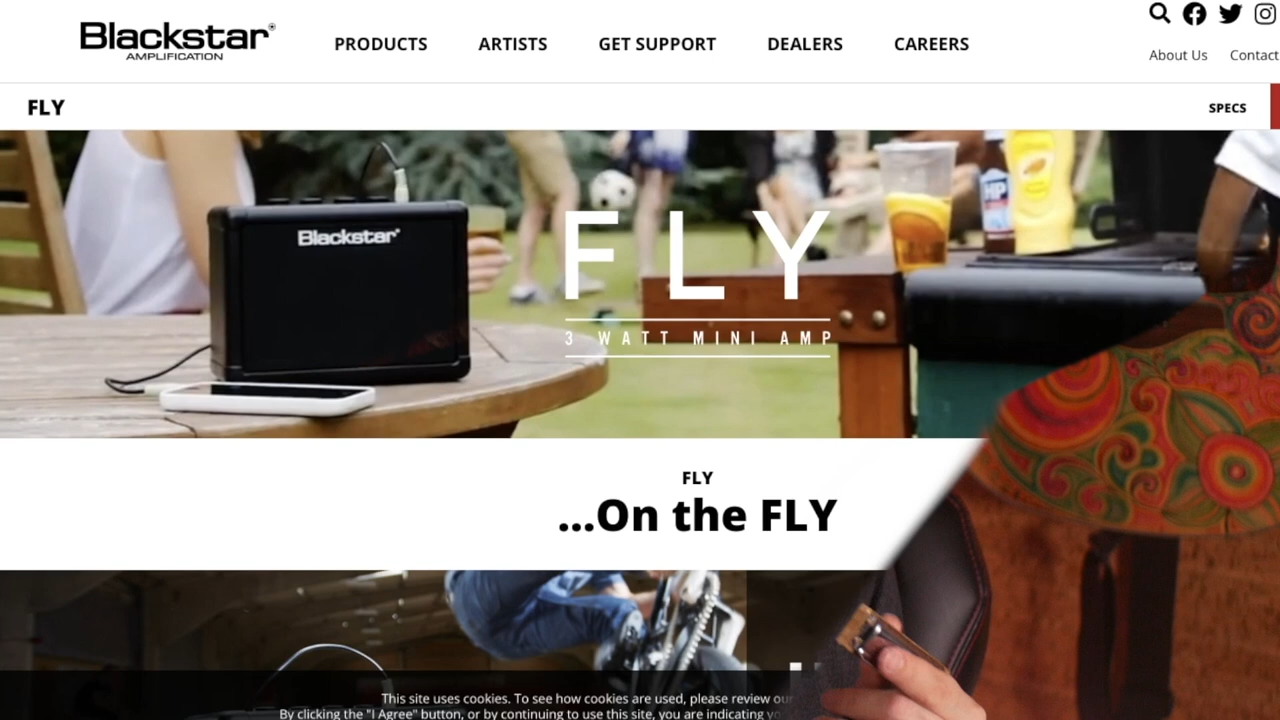 Blackstar
AMPLIFICATION
PRODUCTS
ARTISTS
GET SUPPORT
DEALERS
CAREERS
About Us
Contact
FLY
SPECS
Blackstar
HP
FLY
3 WATT MINI AMP
FLY
...On the FLY
This site uses cookies. To see how cookies are used, please review our
By clicking the "I Agree" button, or by continuing to use this site, you are indicating